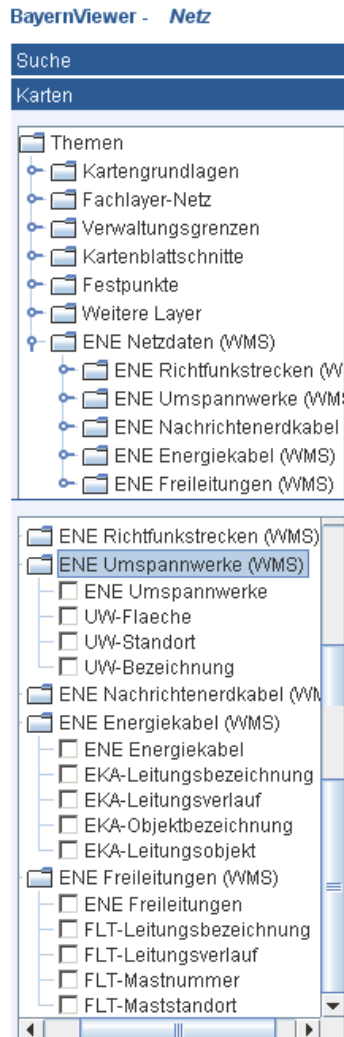 BayernViewer - Netz
Suche
Karten
Themen
Kartengrundlagen
Fachlayer-Netz
Verwaltungsgrenzen
Kartenblattschnitte
Festpunkte
Weitere Layer
ENE Netzdaten (WMS)
ENE Richtfunkstrecken (W
ENE Umspannwerke (WMS
ENE Nachrichtenerdkabel
ENE Energiekabel (WMS)
ENE Freileitungen (WMS)
ENE Richtfunkstrecken (WMS)
ENE Umspannwerke (WMS)
ENE Umspannwerke
UW-Flaeche
UW-Standort
UW-Bezeichnung
ENE Nachrichtenerdkabel (WM
ENE Energiekabel (WMS)
ENE Energiekabel
EKA-Leitungsbezeichnung
EKA-Leitungsverlauf
EKA-Objektbezeichnung
EKA-Leitungsobjekt
ENE Freileitungen (WMS)
ENE Freileitungen
FLT-Leitungsbezeichnung
FLT-Leitungsverlauf
FLT-Mastnummer
FLT-Maststandort